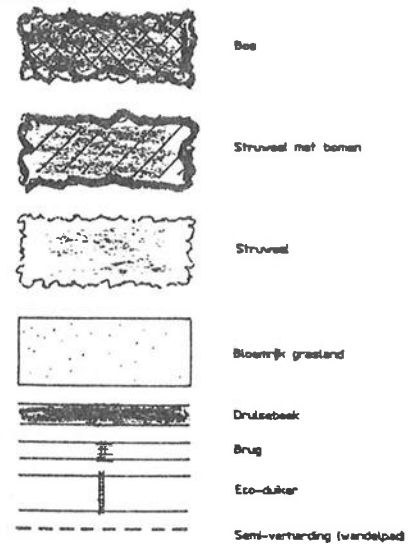 Bos
Struweel met bomen
Struweel
Bloemrijk grasland
Druisebeek
Brug
Eco-duiker
Semi-verharding (wandelpad)